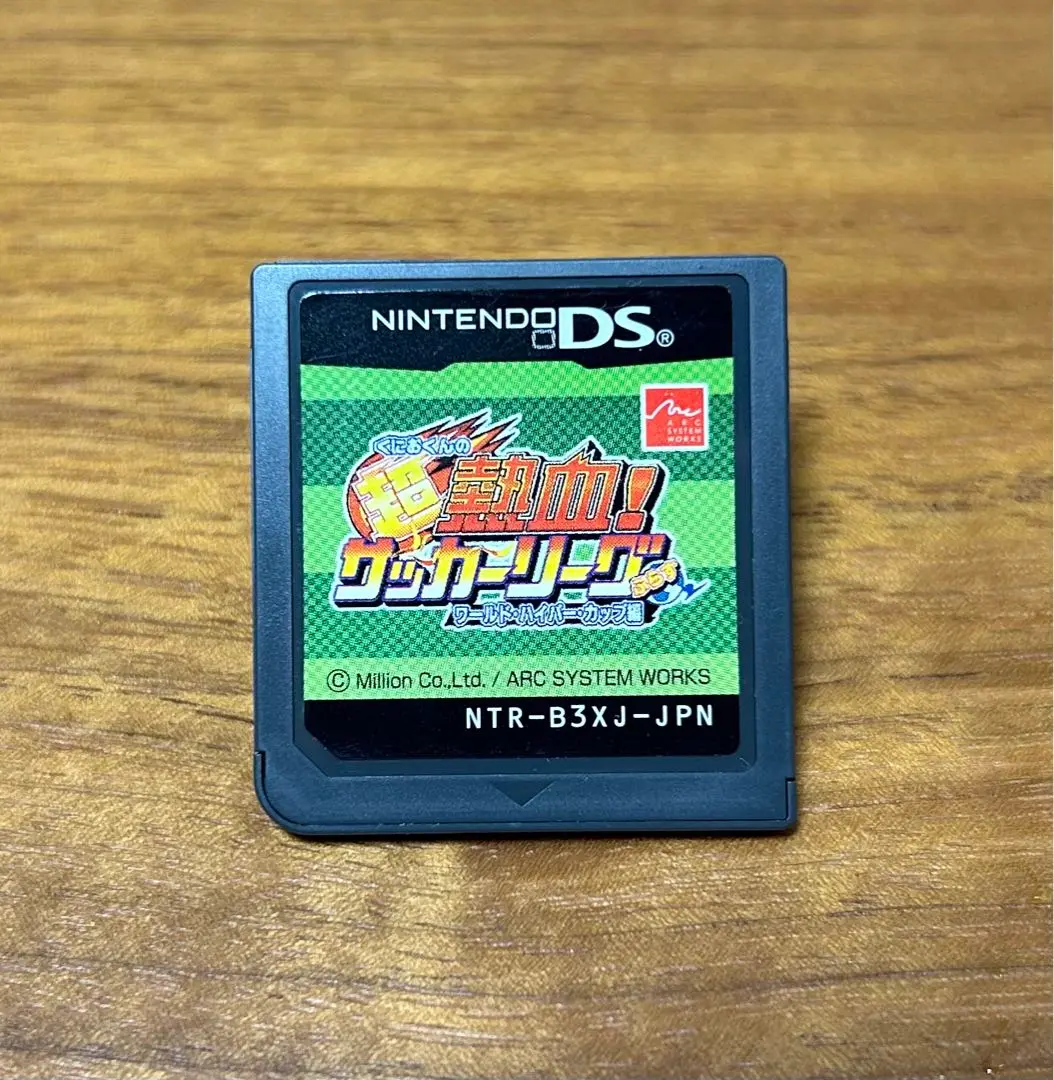 NINTENDO DS®
ARC
SYSTEM
WORKS
くにおくんの
超熱血!
サッカーリーグ
ぷらす
ワールド・ハイパー・カップ編
© Million Co.,Ltd. / ARC SYSTEM WORKS
NTR-B3XJ-JPN